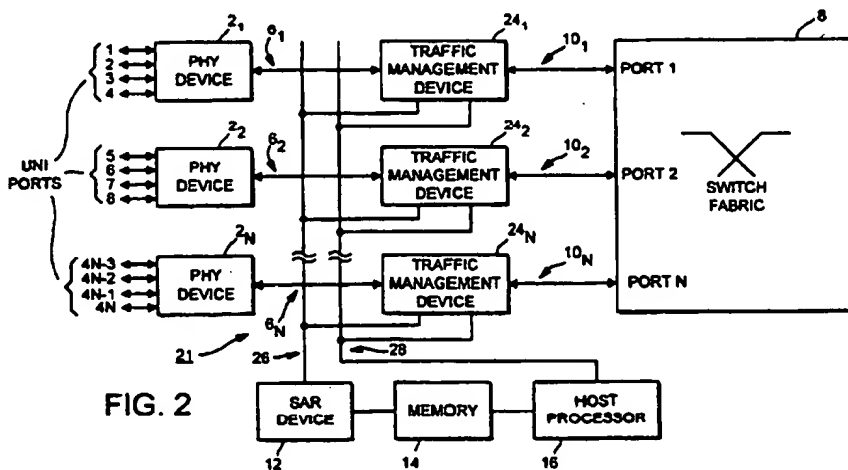 8
2₁
6₁
24₁
10₁
1
2
3
4
PHY
DEVICE
TRAFFIC
MANAGEMENT
DEVICE
PORT 1
2₂
6₂
24₂
10₂
UNI
PORTS
5
6
7
8
PHY
DEVICE
TRAFFIC
MANAGEMENT
DEVICE
PORT 2
SWITCH
FABRIC
2N
6N
24N
10N
4N-3
4N-2
4N-1
4N
PHY
DEVICE
TRAFFIC
MANAGEMENT
DEVICE
PORT N
21
26
28
FIG. 2
SAR
DEVICE
MEMORY
HOST
PROCESSOR
12
14
16